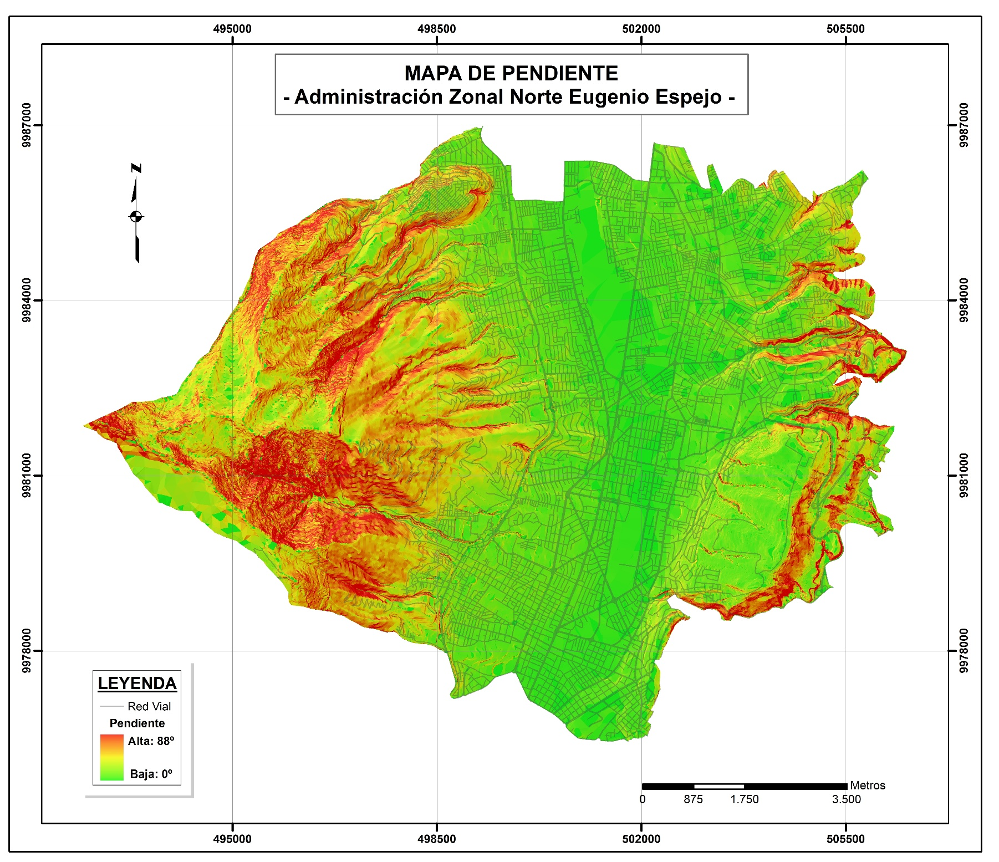 495000 498500 502000 505500
MAPA DE PENDIENTE
- Administración Zonal Norte Eugenio Espejo -
9987000 9987000
N
9984000 9984000
9981000 9981000
9978000 9978000
LEYENDA
Red Vial
Pendiente
Alta: 88º
Baja: 0º
Metros
0 875 1.750 3.500
495000 498500 502000 505500